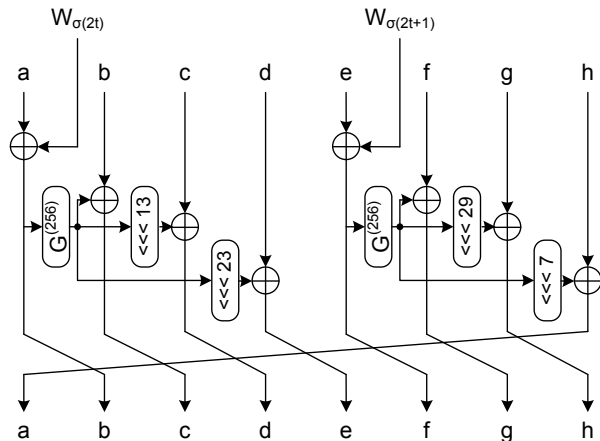 W_σ(2t) W_σ(2t+1)
a b c d e f g h
G^(256) <<< 13 <<< 23 G^(256) <<< 29 <<< 7
a b c d e f g h